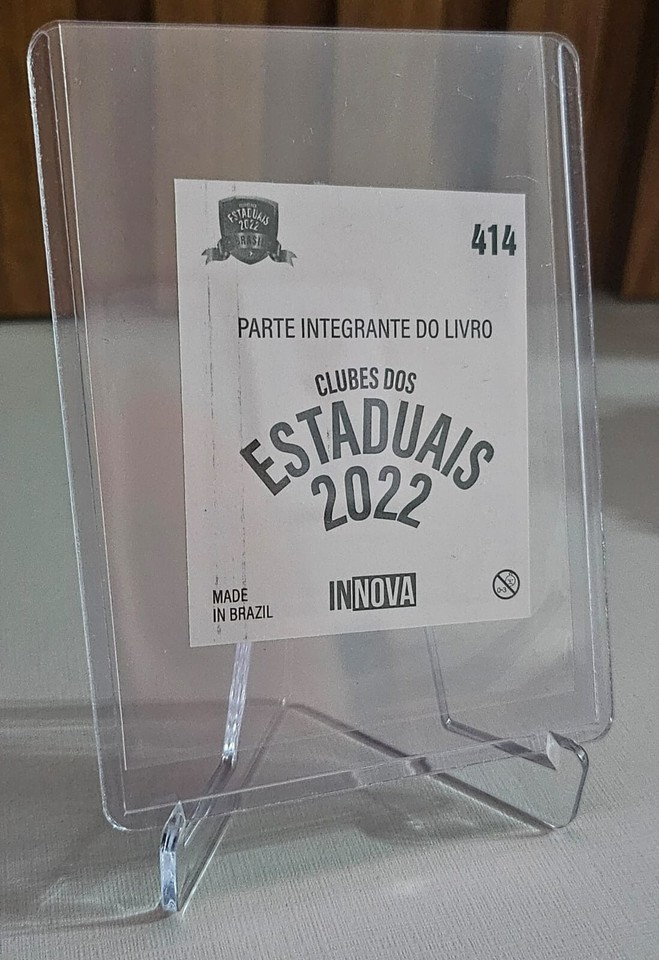 ESTADUAIS
2022
BRASIL
414
PARTE INTEGRANTE DO LIVRO
CLUBES DOS
ESTADUAIS
2022
MADE
IN BRAZIL
INNOVA